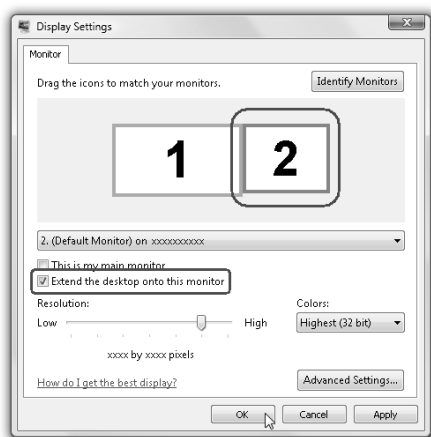 Display Settings
Monitor
Drag the icons to match your monitors.
Identify Monitors
1
2
2. (Default Monitor) on xxxxxxxxxx
This is my main monitor
Extend the desktop onto this monitor
Resolution:
Colors:
Low
High
Highest (32 bit)
xxxx by xxxx pixels
How do I get the best display?
Advanced Settings...
OK
Cancel
Apply